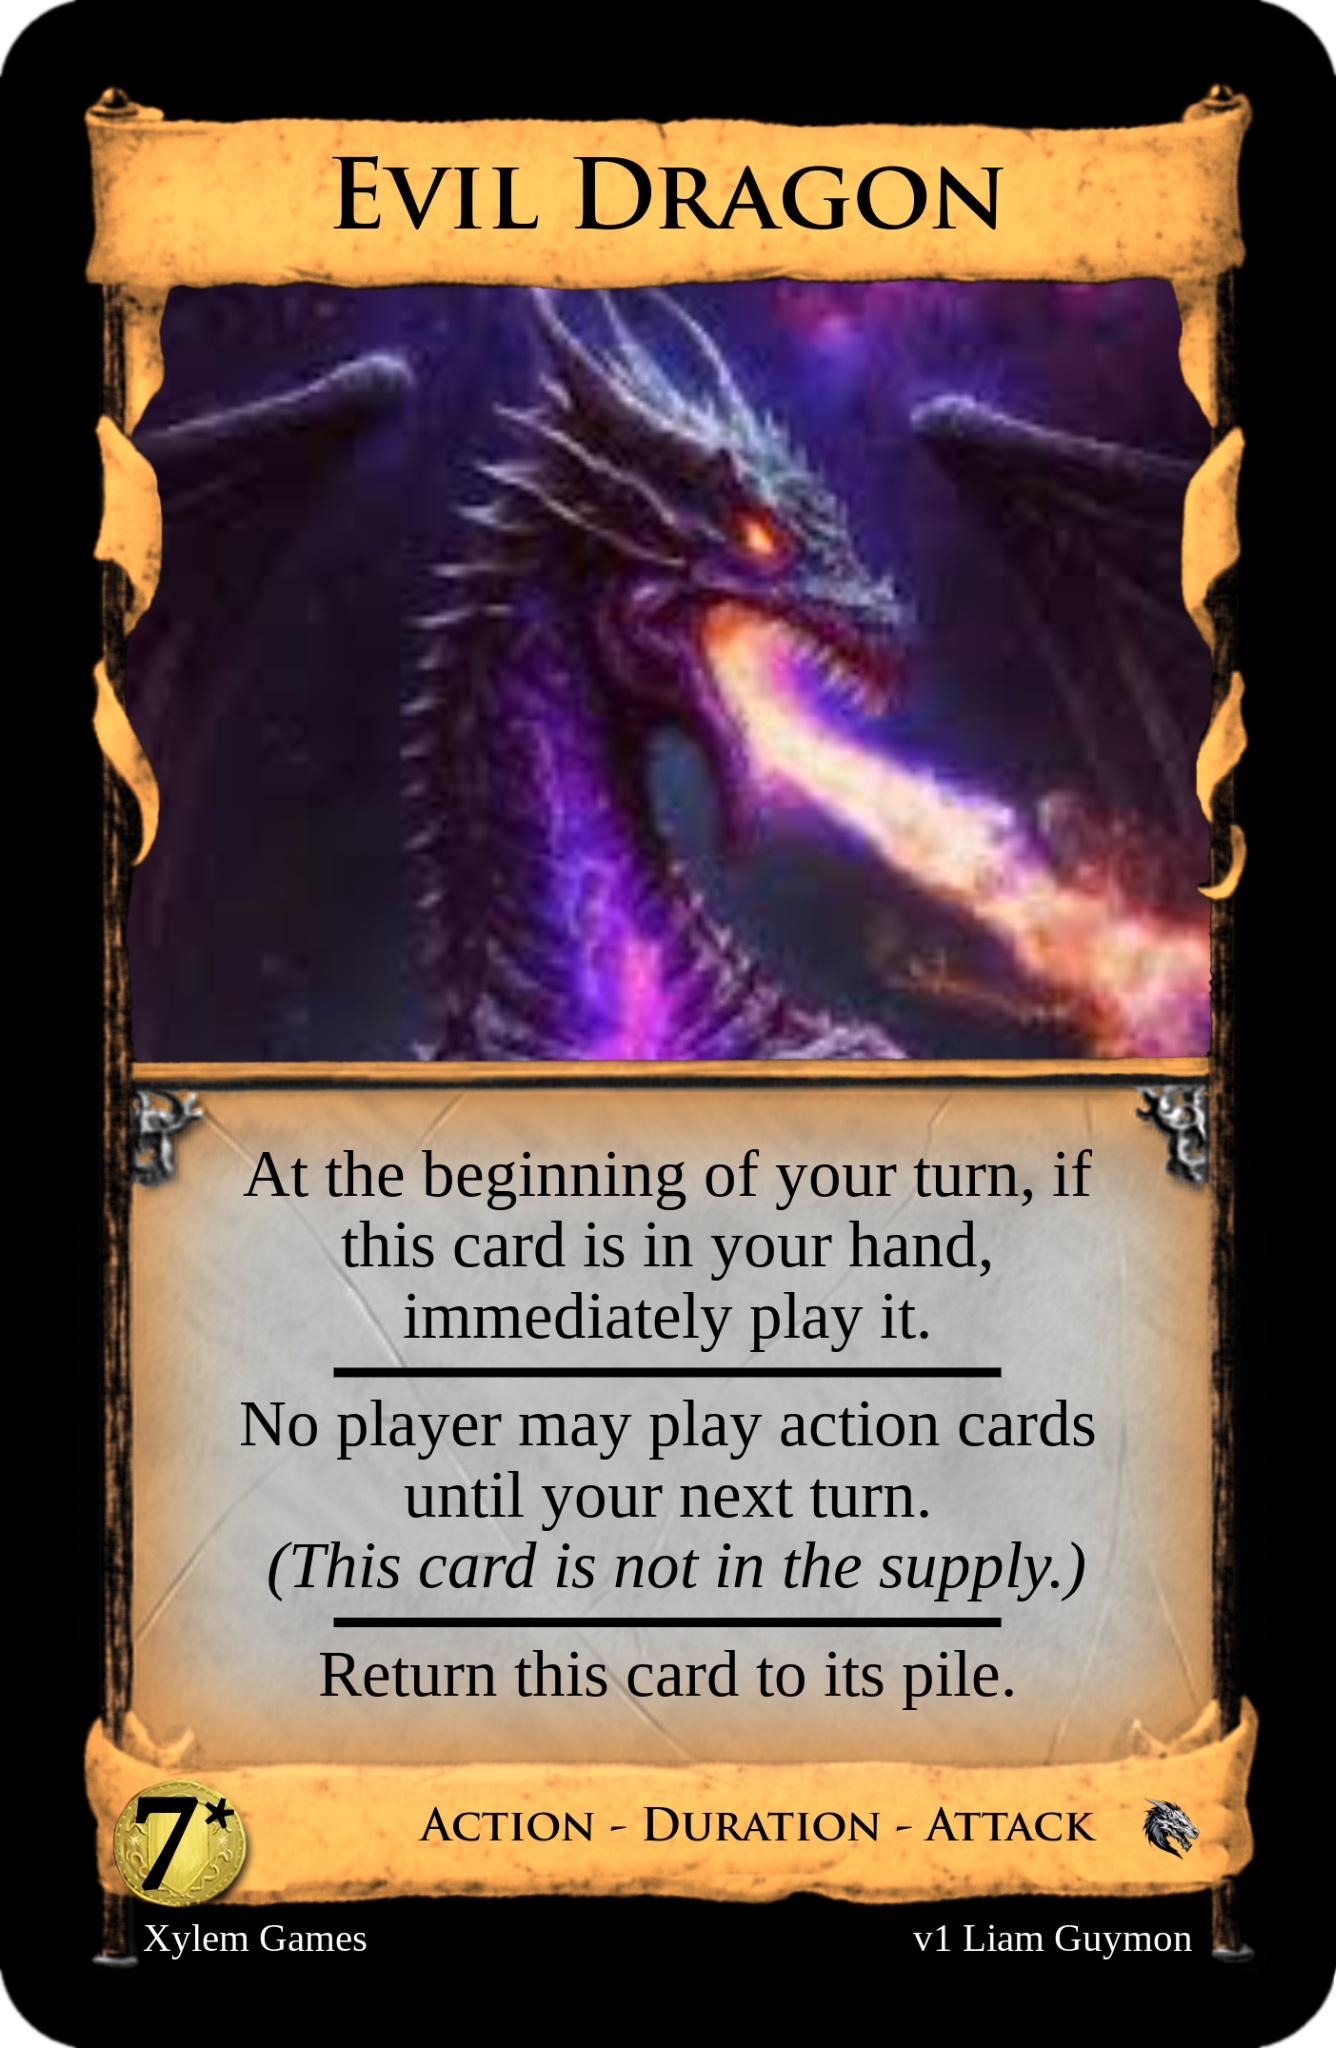 Evil Dragon
At the beginning of your turn, if
this card is in your hand,
immediately play it.
No player may play action cards
until your next turn.
(This card is not in the supply.)
Return this card to its pile.
7* Action - Duration - Attack
Xylem Games v1 Liam Guymon